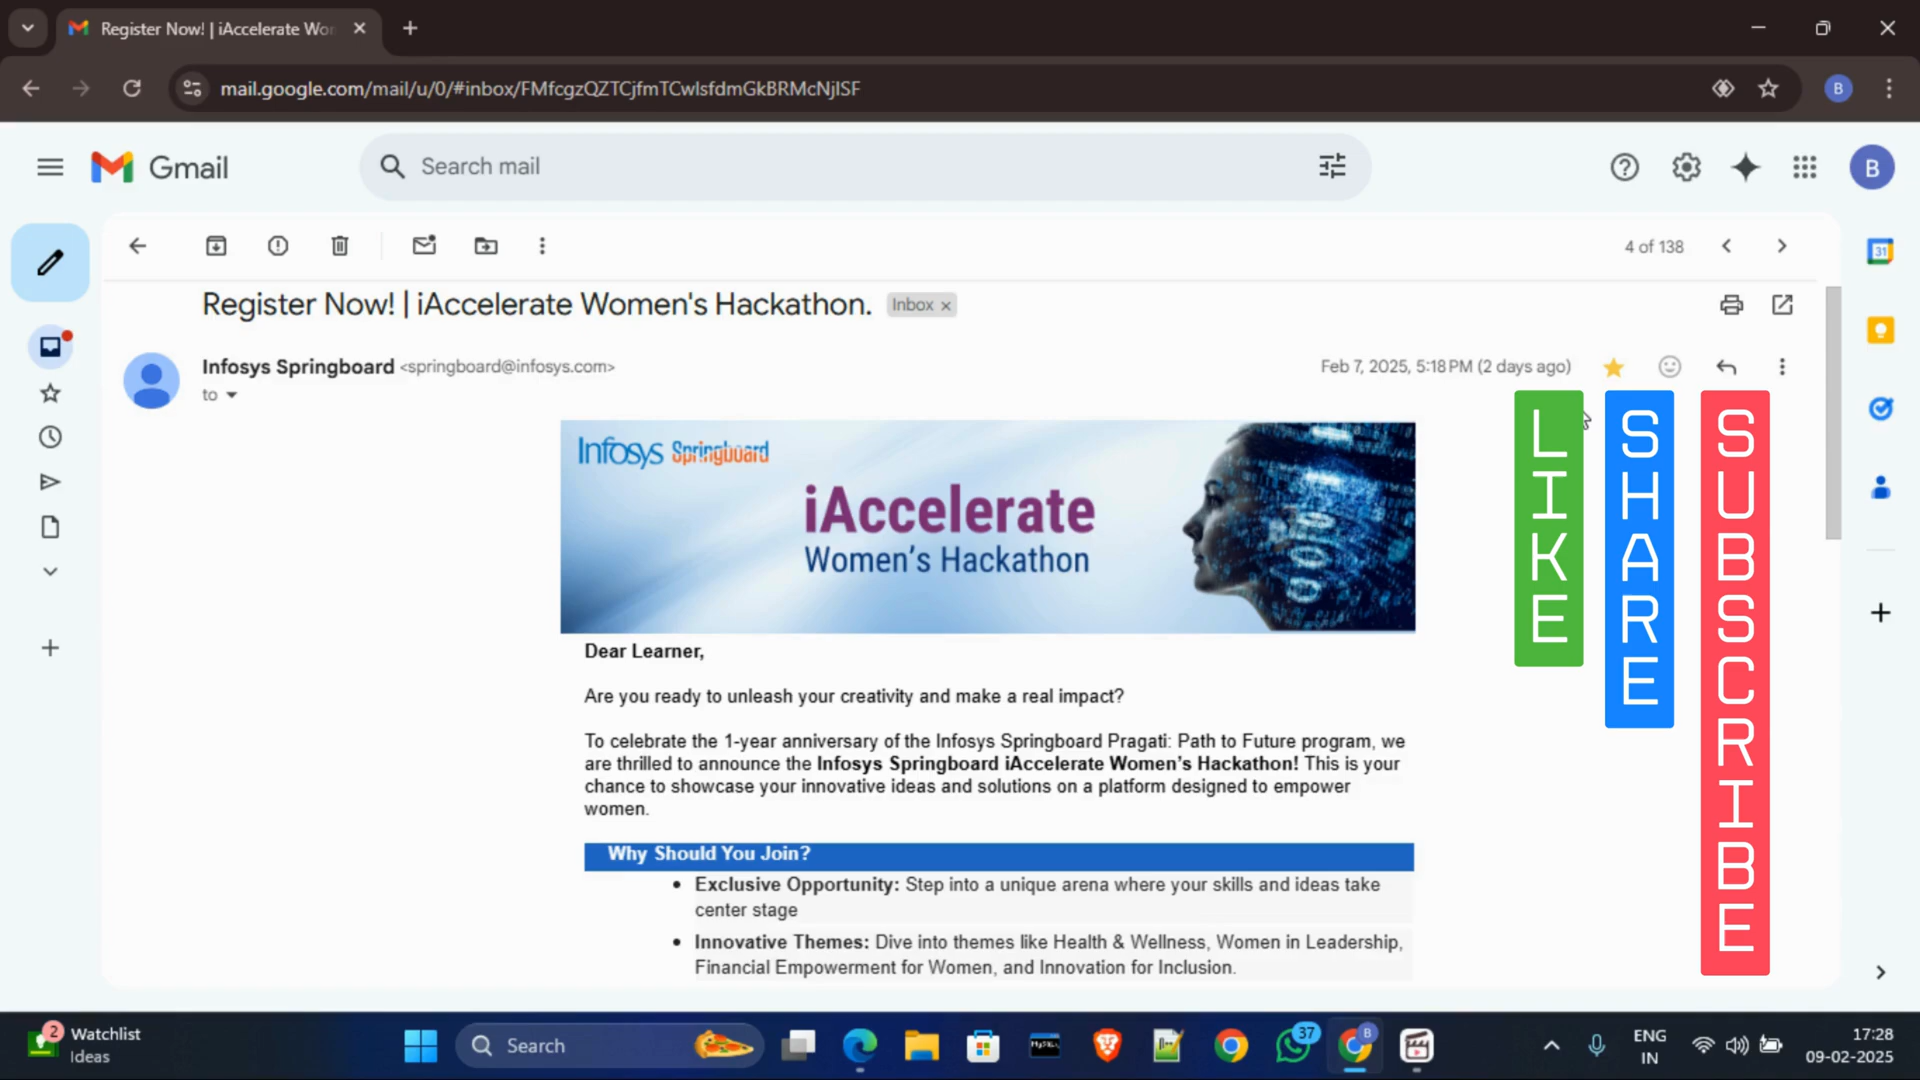 Register Now! | iAccelerate Wor
mail.google.com/mail/u/0/#inbox/FMfcgzQZTCjfmTCwlsfdmGkBRMcNjlSF
B
Gmail
Search mail
B
4 of 138
31
Register Now! | iAccelerate Women's Hackathon.
Inbox ×
Infosys Springboard <springboard@infosys.com>
Feb 7, 2025, 5:18 PM (2 days ago)
to
Infosys Springboard
iAccelerate
Women's Hackathon
LIKE
SHARE
SUBSCRIBE
Dear Learner,
Are you ready to unleash your creativity and make a real impact?
To celebrate the 1-year anniversary of the Infosys Springboard Pragati: Path to Future program, we
are thrilled to announce the Infosys Springboard iAccelerate Women's Hackathon! This is your
chance to showcase your innovative ideas and solutions on a platform designed to empower
women.
Why Should You Join?
• Exclusive Opportunity: Step into a unique arena where your skills and ideas take
center stage
• Innovative Themes: Dive into themes like Health & Wellness, Women in Leadership,
Financial Empowerment for Women, and Innovation for Inclusion.
2
Watchlist
Ideas
Search
MySQL
37
B
ENG
IN
17:28
09-02-2025